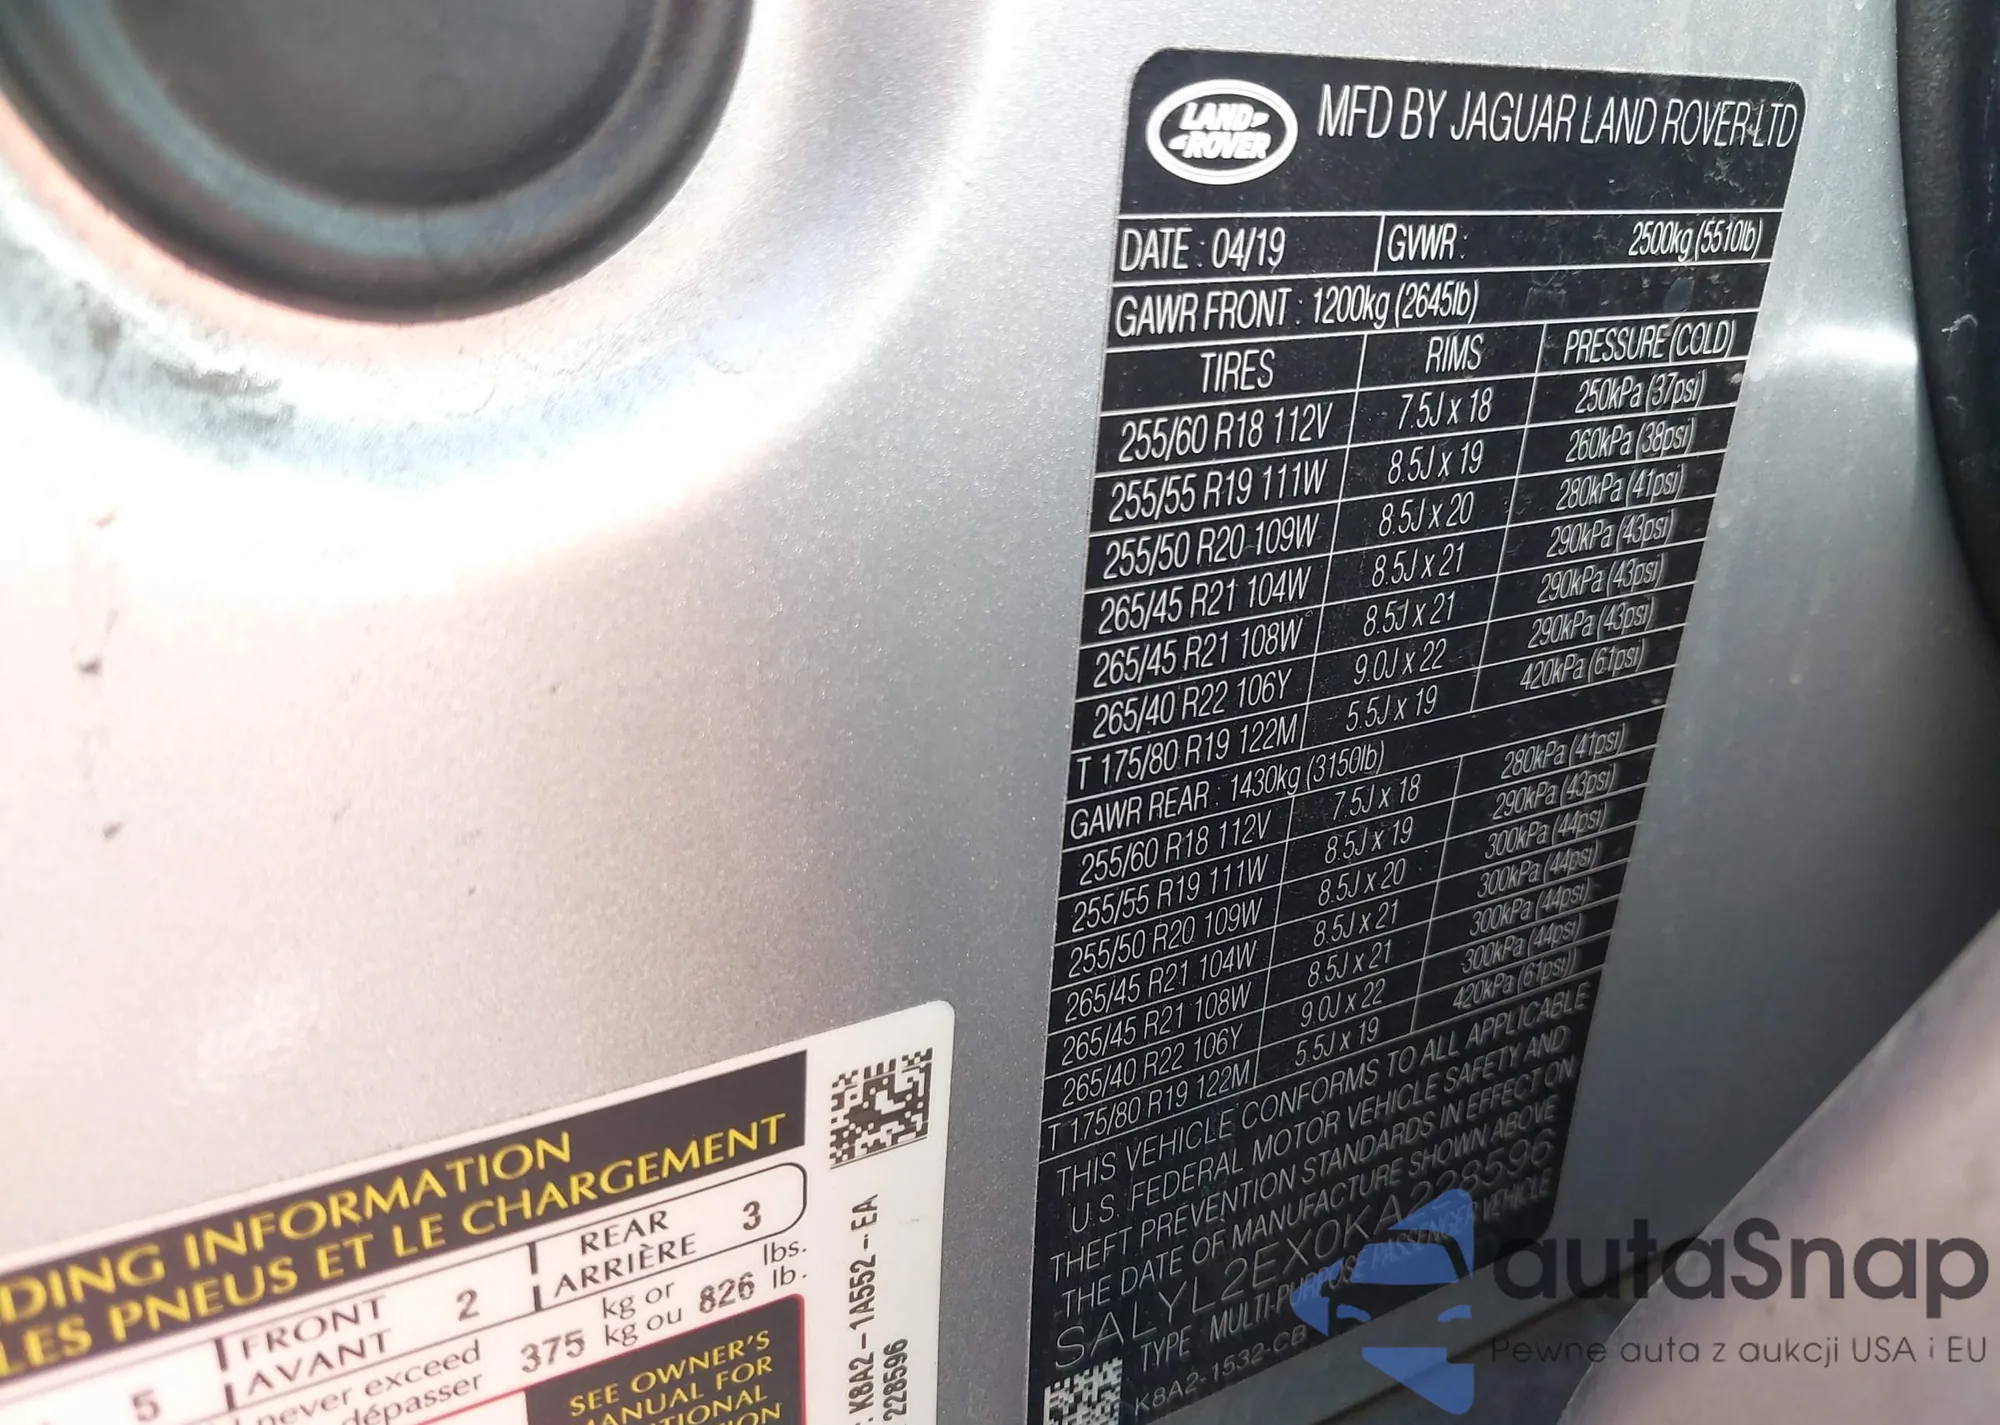 LAND ROVER
MFD BY JAGUAR LAND ROVER LTD
DATE : 04/19 GVWR : 2500kg (5510lb)
GAWR FRONT : 1200kg (2645lb)
TIRES RIMS PRESSURE (COLD)
255/60 R18 112V 7.5J x 18 250kPa (37psi)
255/55 R19 111W 8.5J x 19 260kPa (38psi)
255/50 R20 109W 8.5J x 20 280kPa (41psi)
265/45 R21 104W 8.5J x 21 290kPa (43psi)
265/45 R21 108W 8.5J x 21 290kPa (43psi)
265/40 R22 106Y 9.0J x 22 290kPa (43psi)
T 175/80 R19 122M 5.5J x 19 420kPa (61psi)
GAWR REAR : 1430kg (3150lb)
255/60 R18 112V 7.5J x 18 280kPa (41psi)
255/55 R19 111W 8.5J x 19 290kPa (43psi)
255/50 R20 109W 8.5J x 20 300kPa (44psi)
265/45 R21 104W 8.5J x 21 300kPa (44psi)
265/45 R21 108W 8.5J x 21 300kPa (44psi)
265/40 R22 106Y 9.0J x 22 300kPa (44psi)
T 175/80 R19 122M 5.5J x 19 420kPa (61psi)
THIS VEHICLE CONFORMS TO ALL APPLICABLE
U.S. FEDERAL MOTOR VEHICLE SAFETY AND
THEFT PREVENTION STANDARDS IN EFFECT ON
THE DATE OF MANUFACTURE SHOWN ABOVE
SALYL2EX0KA228596
TYPE : MULTI-PURPOSE PASSENGER VEHICLE
K8A2-1532-CB
DING INFORMATION
LES PNEUS ET LE CHARGEMENT
5 FRONT AVANT 2 REAR ARRIÈRE 3
never exceed 375 kg or 826 lbs.
dépasser kg ou lb.
SEE OWNER'S
MANUAL FOR
K8A2-1A552-EA
228596
autaSnap
Pewne auta z aukcji USA i EU